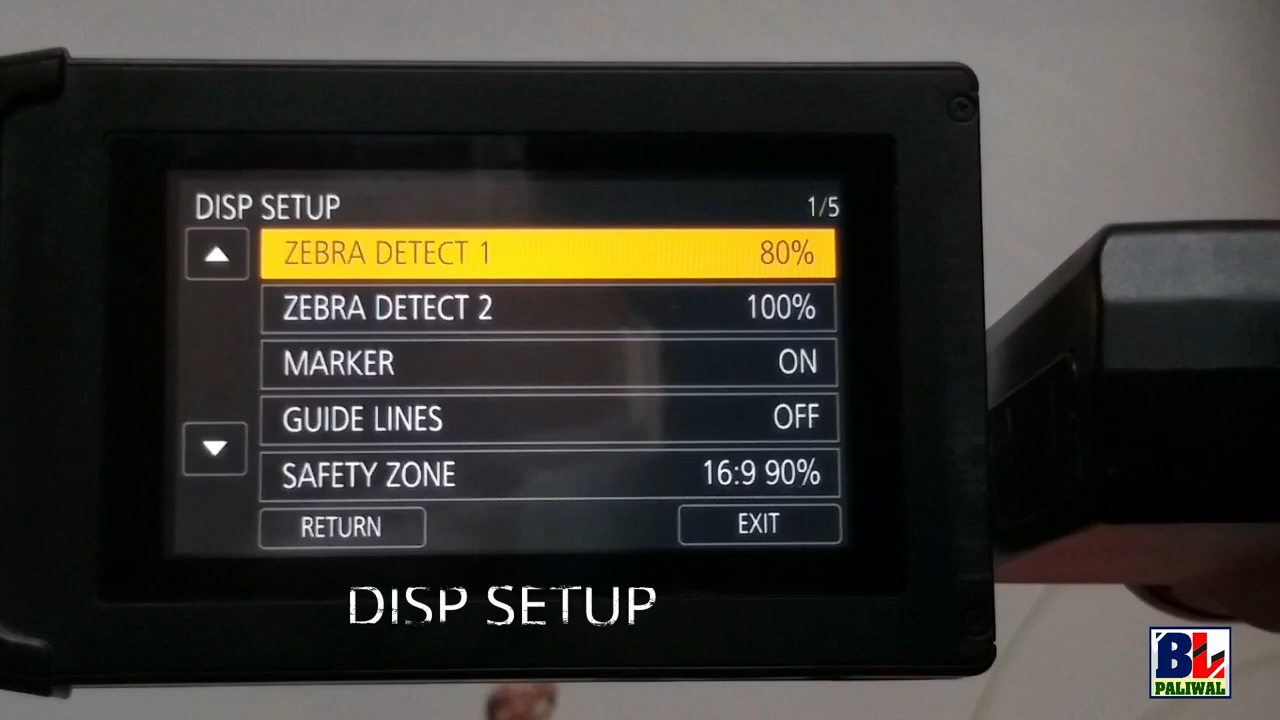 DISP SETUP 1/5
ZEBRA DETECT 1 80%
ZEBRA DETECT 2 100%
MARKER ON
GUIDE LINES OFF
SAFETY ZONE 16:9 90%
RETURN EXIT
DISP SETUP
BL
PALIWAL